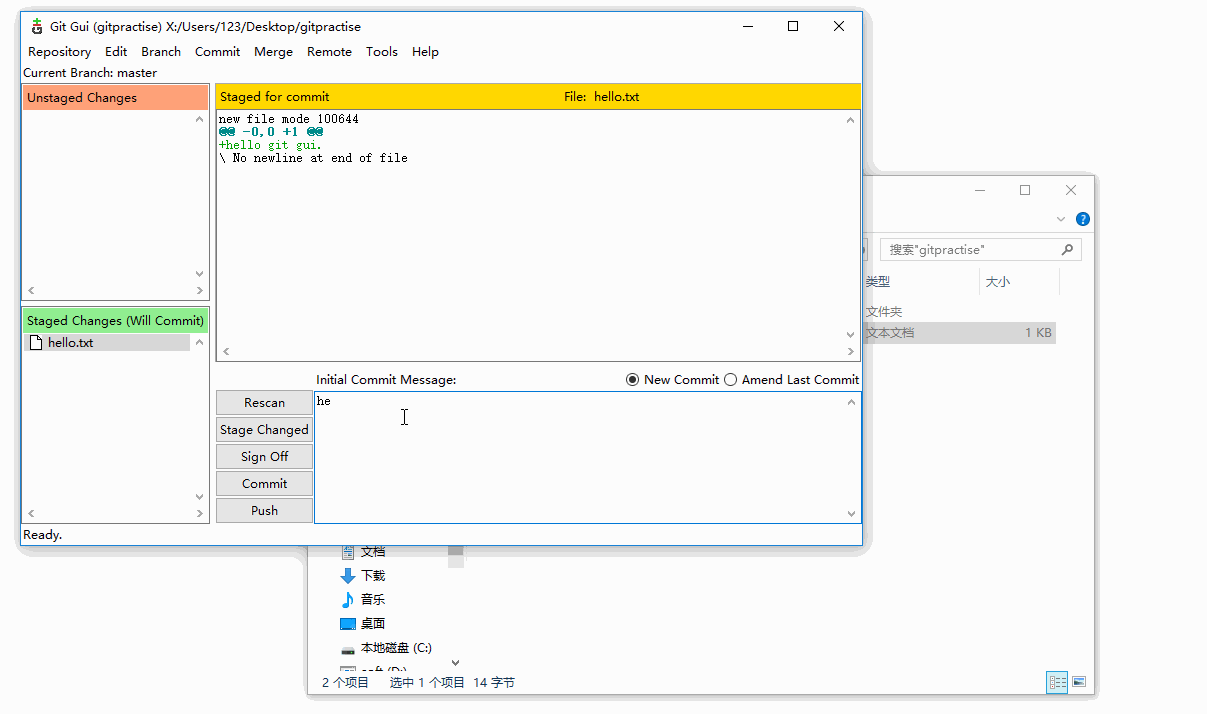 Git Gui (gitpractise) X:/Users/123/Desktop/gitpractise
Repository Edit Branch Commit Merge Remote Tools Help
Current Branch: master
Unstaged Changes
Staged for commit File: hello.txt
new file mode 100644
@@ -0,0 +1 @@
+hello git gui.
\ No newline at end of file
Staged Changes (Will Commit)
hello.txt
Initial Commit Message: New Commit Amend Last Commit
he
Rescan
Stage Changed
Sign Off
Commit
Push
Ready.
搜索"gitpractise"
类型 大小
文件夹
文本文档 1 KB
文档
下载
音乐
桌面
本地磁盘 (C:)
soft (D:)
2 个项目 选中 1 个项目 14 字节